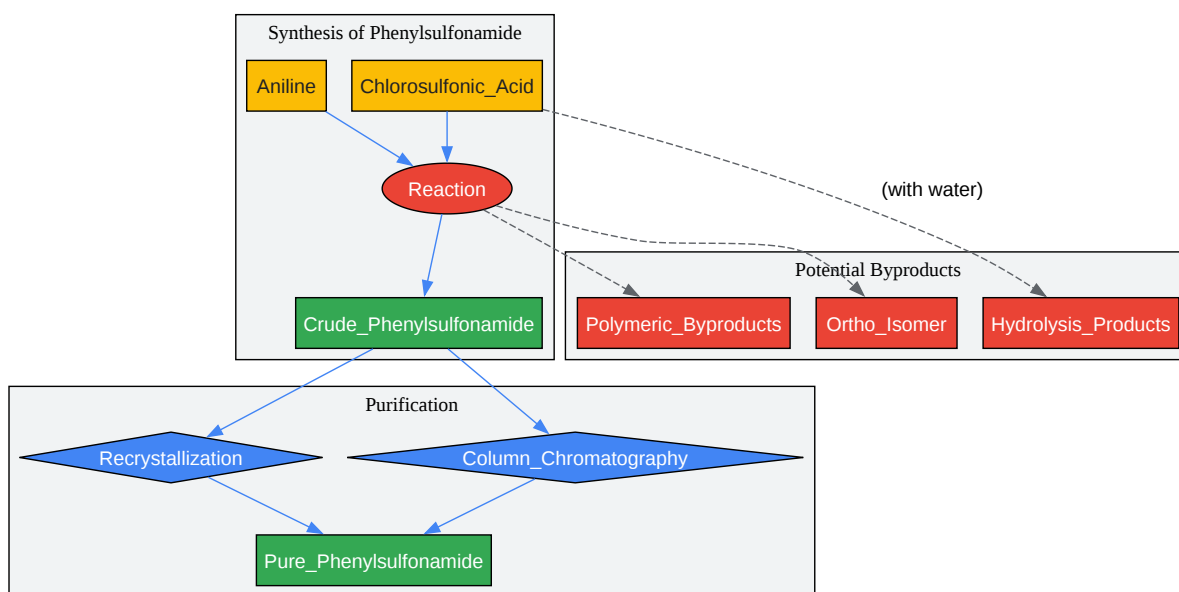 Synthesis of Phenylsulfonamide
Aniline
Chlorosulfonic_Acid
Reaction
(with water)
Crude_Phenylsulfonamide
Potential Byproducts
Polymeric_Byproducts
Ortho_Isomer
Hydrolysis_Products
Purification
Recrystallization
Column_Chromatography
Pure_Phenylsulfonamide